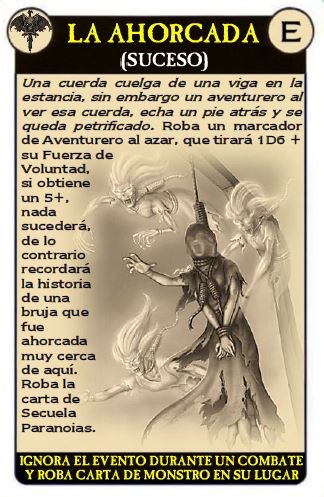 LA AHORCADA
E
(SUCESO)
Una cuerda cuelga de una viga en la
estancia, sin embargo un aventurero al
ver esa cuerda, echa un pie atrás y se
queda petrificado. Roba un marcador
de Aventurero al azar, que tirará 1D6 +
su Fuerza de
Voluntad,
si obtiene
un 5+,
nada
sucederá,
de lo
contrario
recordará
la historia
de una
bruja que
fue
ahorcada
muy cerca
de aquí.
Roba la
carta de
Secuela
Paranoias.
IGNORA EL EVENTO DURANTE UN COMBATE
Y ROBA CARTA DE MONSTRO EN SU LUGAR